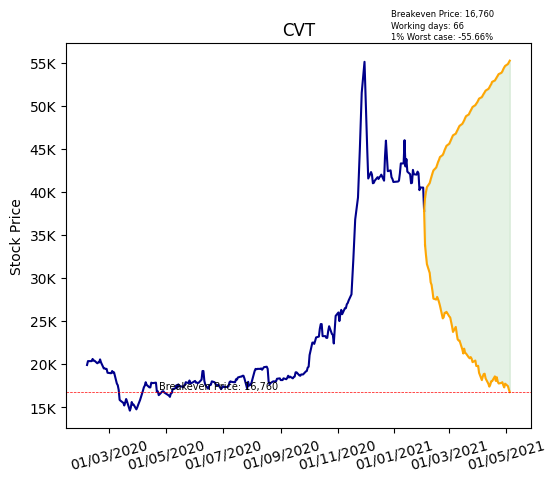 Breakeven Price: 16,760
Working days: 66
1% Worst case: -55.66%
CVT
55K
50K
45K
40K
35K
30K
25K
20K
15K
Stock Price
Breakeven Price: 16,760
01/03/2020
01/05/2020
01/07/2020
01/09/2020
01/11/2020
01/01/2021
01/03/2021
01/05/2021